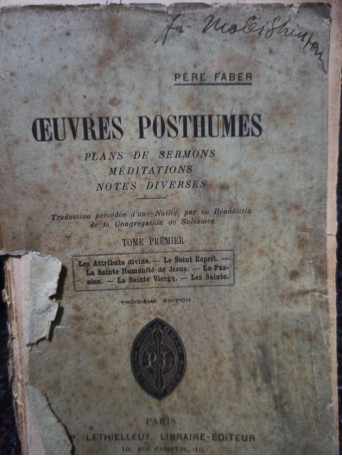 PÈRE FABER
ŒUVRES POSTHUMES
PLANS DE SERMONS
MÉDITATIONS
NOTES DIVERSES
Traduction précédée d'une Notice, par un Bénédictin
de la Congrégation de Solesmes
TOME PREMIER
Les Attributs divins. — Le Saint Esprit. —
La Sainte Humanité de Jésus. — La Pas-
sion. — La Sainte Vierge. — Les Saints.
TROISIÈME ÉDITION
PARIS
P. LETHIELLEUX, LIBRAIRE-ÉDITEUR
10, RUE CASSETTE, 10